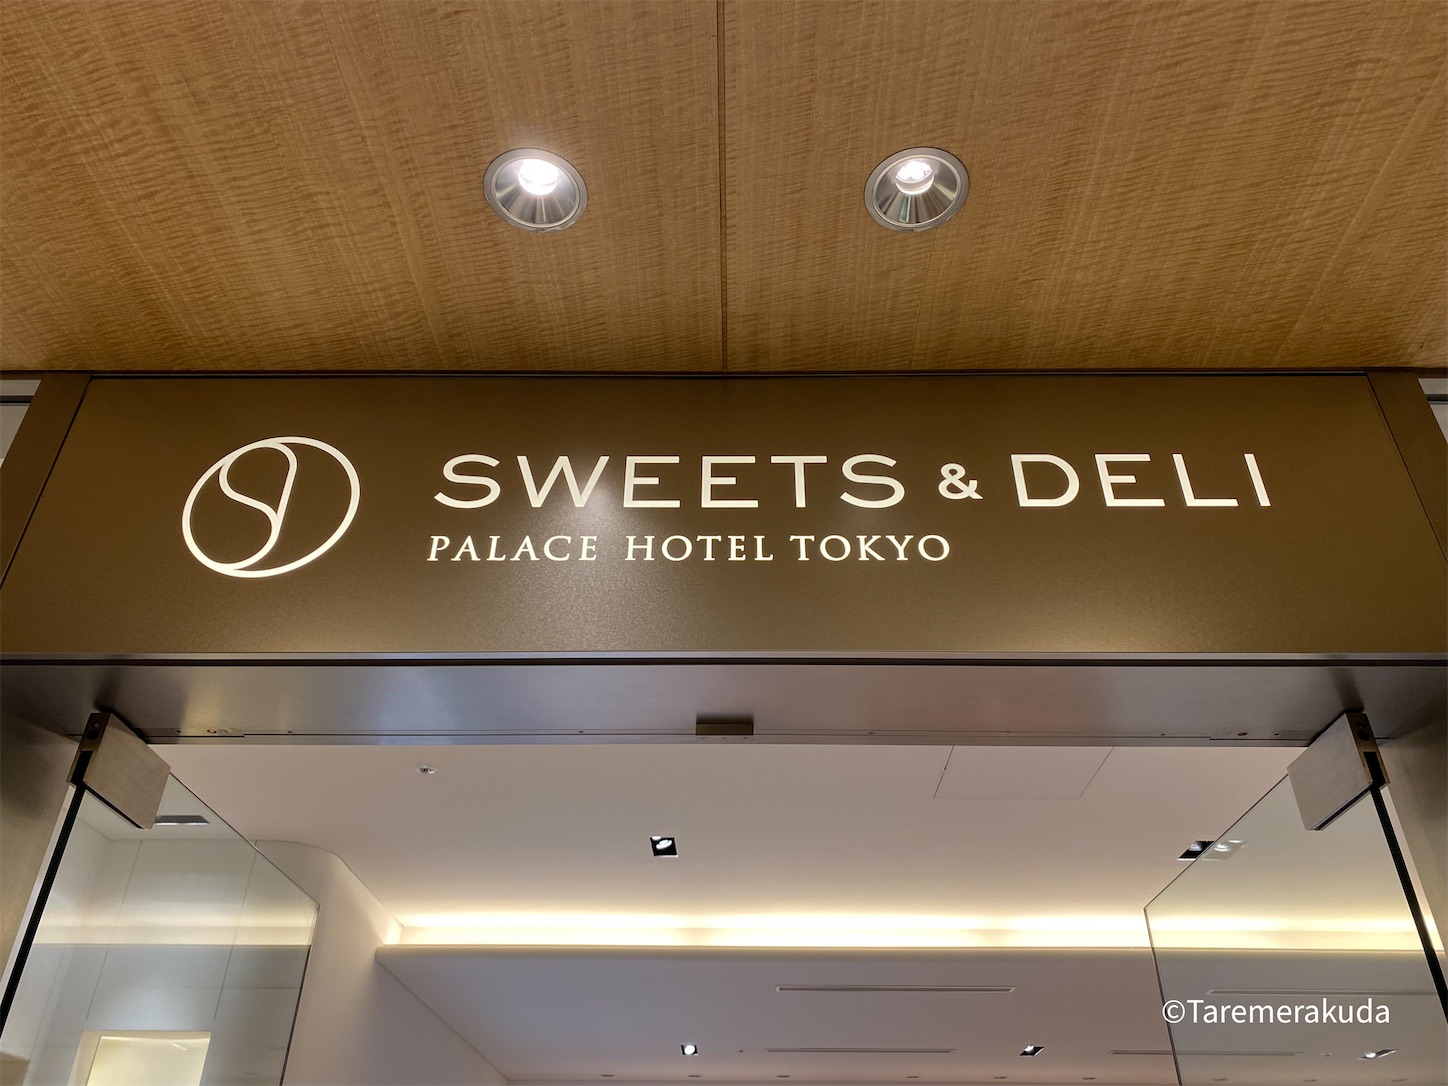 SWEETS & DELI
PALACE HOTEL TOKYO
©Taremerakuda